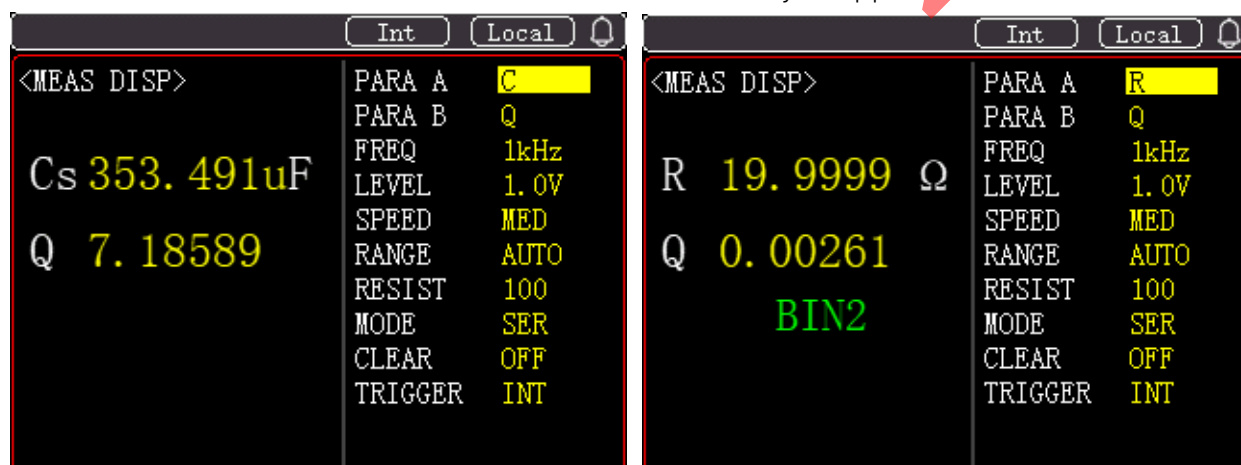 Int Local
<MEAS DISP>
PARA A C
PARA B Q
FREQ 1kHz
Cs 353.491uF
LEVEL 1.0V
SPEED MED
Q 7.18589
RANGE AUTO
RESIST 100
MODE SER
CLEAR OFF
TRIGGER INT
Int Local
<MEAS DISP>
PARA A R
PARA B Q
FREQ 1kHz
R 19.9999 Ω
LEVEL 1.0V
SPEED MED
Q 0.00261
RANGE AUTO
RESIST 100
BIN2
MODE SER
CLEAR OFF
TRIGGER INT